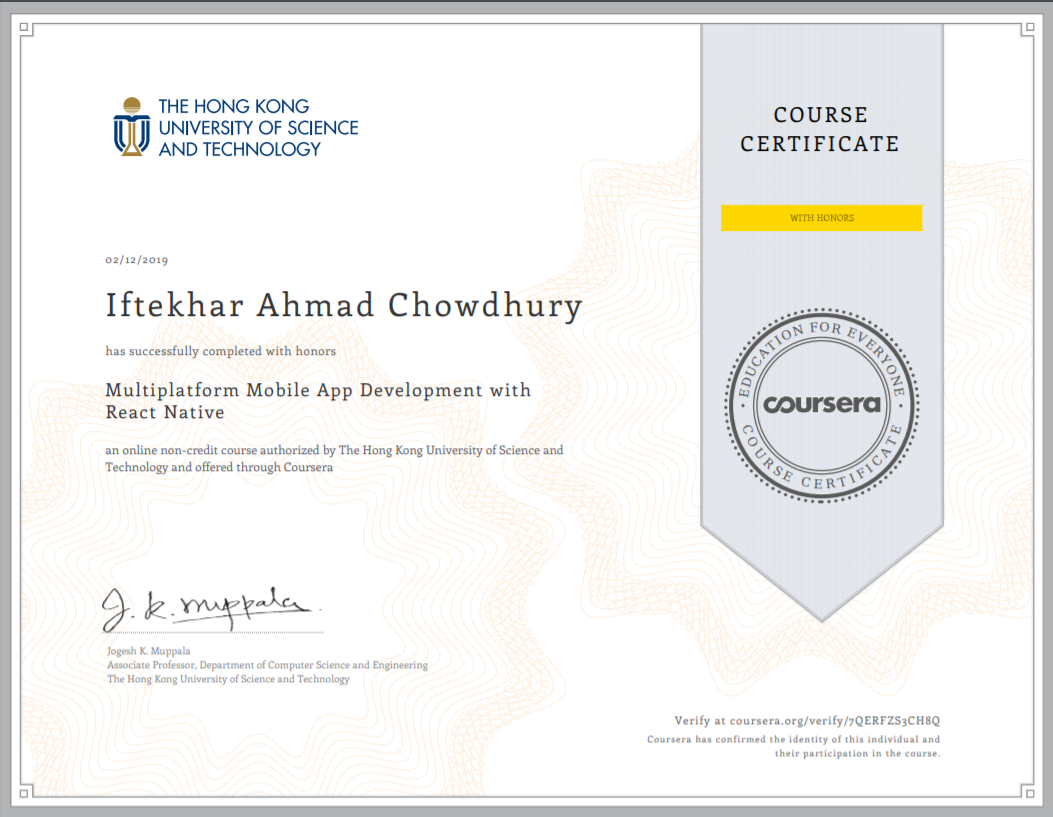 THE HONG KONG
UNIVERSITY OF SCIENCE
AND TECHNOLOGY
COURSE
CERTIFICATE
WITH HONORS
02/12/2019
Iftekhar Ahmad Chowdhury
has successfully completed with honors
Multiplatform Mobile App Development with
React Native
an online non-credit course authorized by The Hong Kong University of Science and
Technology and offered through Coursera
EDUCATION FOR EVERYONE
coursera
COURSE CERTIFICATE
J. K. Muppala
Jogesh K. Muppala
Associate Professor, Department of Computer Science and Engineering
The Hong Kong University of Science and Technology
Verify at coursera.org/verify/7QERFZS3CH8Q
Coursera has confirmed the identity of this individual and
their participation in the course.